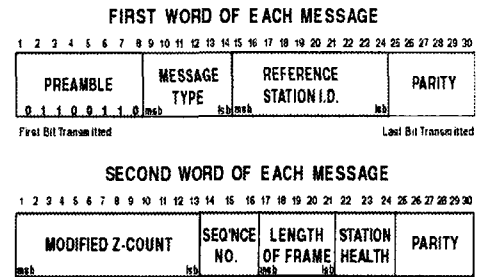 FIRST WORD OF EACH MESSAGE
1 2 3 4 5 6 7 8 9 10 11 12 13 14 15 16 17 18 19 20 21 22 23 24 25 26 27 28 29 30
PREAMBLE MESSAGE TYPE REFERENCE STATION I.D. PARITY
0 1 1 0 0 1 1 0 msb lsb msb lsb
First Bit Transmitted Last Bit Transmitted
SECOND WORD OF EACH MESSAGE
1 2 3 4 5 6 7 8 9 10 11 12 13 14 15 16 17 18 19 20 21 22 23 24 25 26 27 28 29 30
MODIFIED Z-COUNT SEQ'NCE NO. LENGTH OF FRAME STATION HEALTH PARITY
msb lsb msb lsb